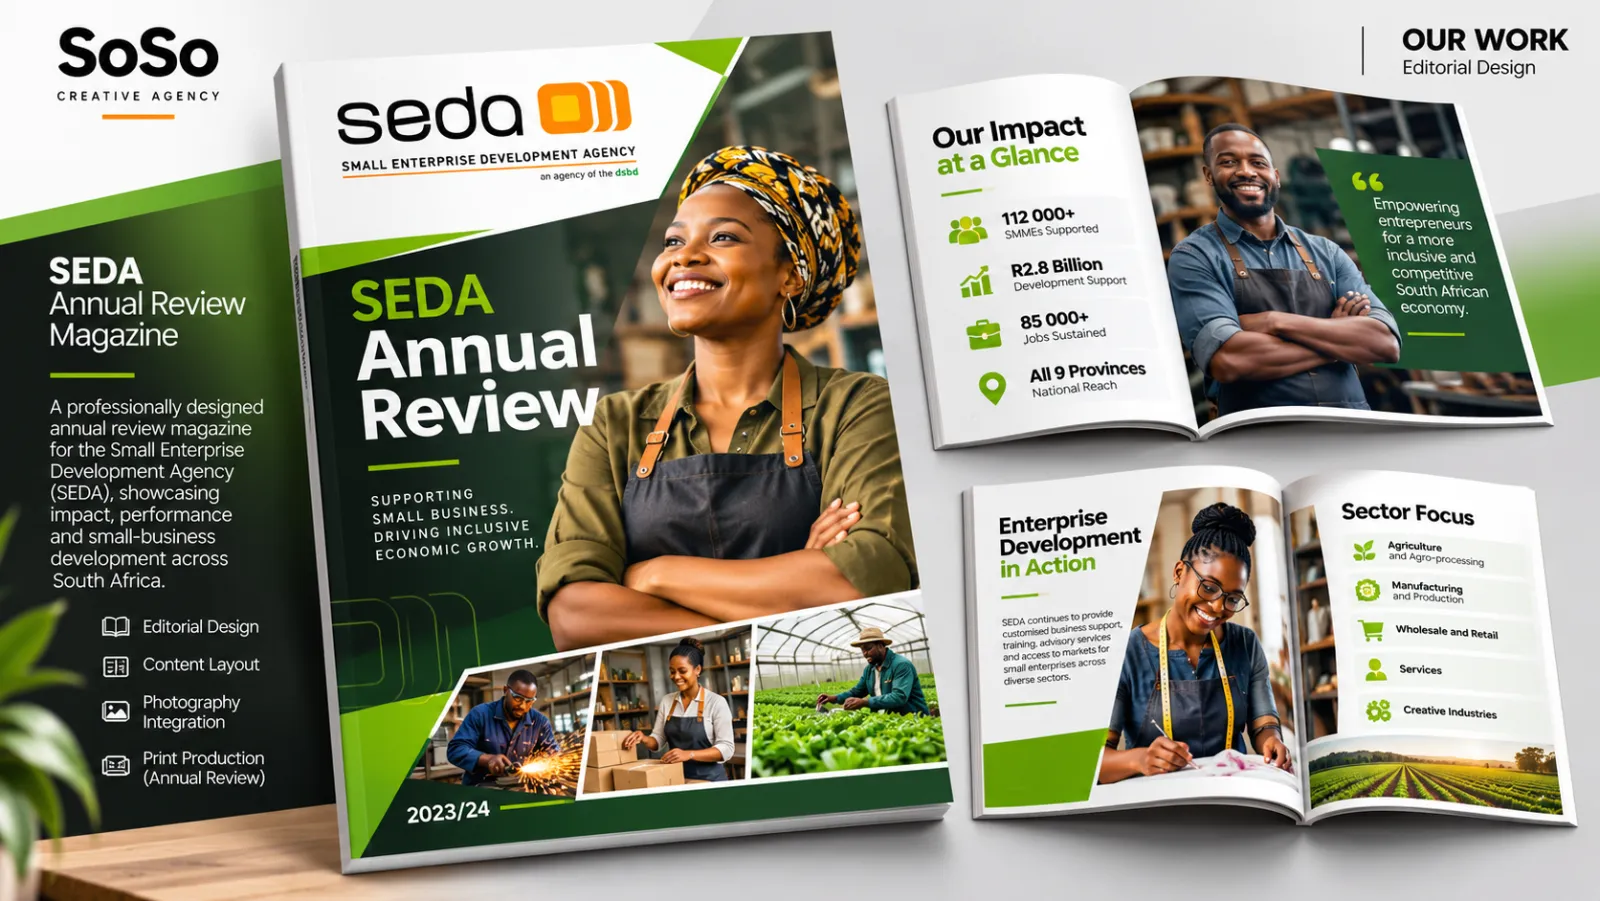 SoSo
CREATIVE AGENCY
OUR WORK
Editorial Design
SEDA
Annual Review
Magazine
A professionally designed
annual review magazine
for the Small Enterprise
Development Agency
(SEDA), showcasing
impact, performance
and small-business
development across
South Africa.
Editorial Design
Content Layout
Photography
Integration
Print Production
(Annual Review)
seda
SMALL ENTERPRISE DEVELOPMENT AGENCY
an agency of the dsbd
SEDA
Annual
Review
SUPPORTING
SMALL BUSINESS.
DRIVING INCLUSIVE
ECONOMIC GROWTH.
2023/24
Our Impact
at a Glance
112 000+
SMMEs Supported
R2.8 Billion
Development Support
85 000+
Jobs Sustained
All 9 Provinces
National Reach
Empowering
entrepreneurs
for a more
inclusive and
competitive
South African
economy.
Enterprise
Development
in Action
SEDA continues to provide
customised business support,
training, advisory services
and access to markets for
small enterprises across
diverse sectors.
Sector Focus
Agriculture
and Agro-processing
Manufacturing
and Production
Wholesale and Retail
Services
Creative Industries